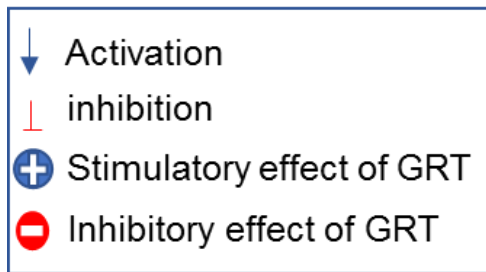 Activation
inhibition
Stimulatory effect of GRT
Inhibitory effect of GRT